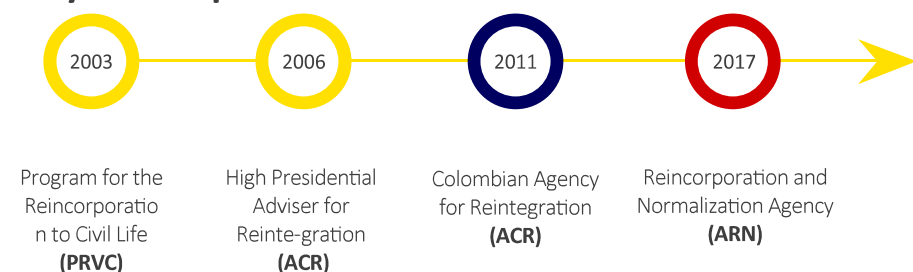 2003
2006
2011
2017
Program for the
Reincorporatio
n to Civil Life
(PRVC)
High Presidential
Adviser for
Reinte-gration
(ACR)
Colombian Agency
for Reintegration
(ACR)
Reincorporation and
Normalization Agency
(ARN)